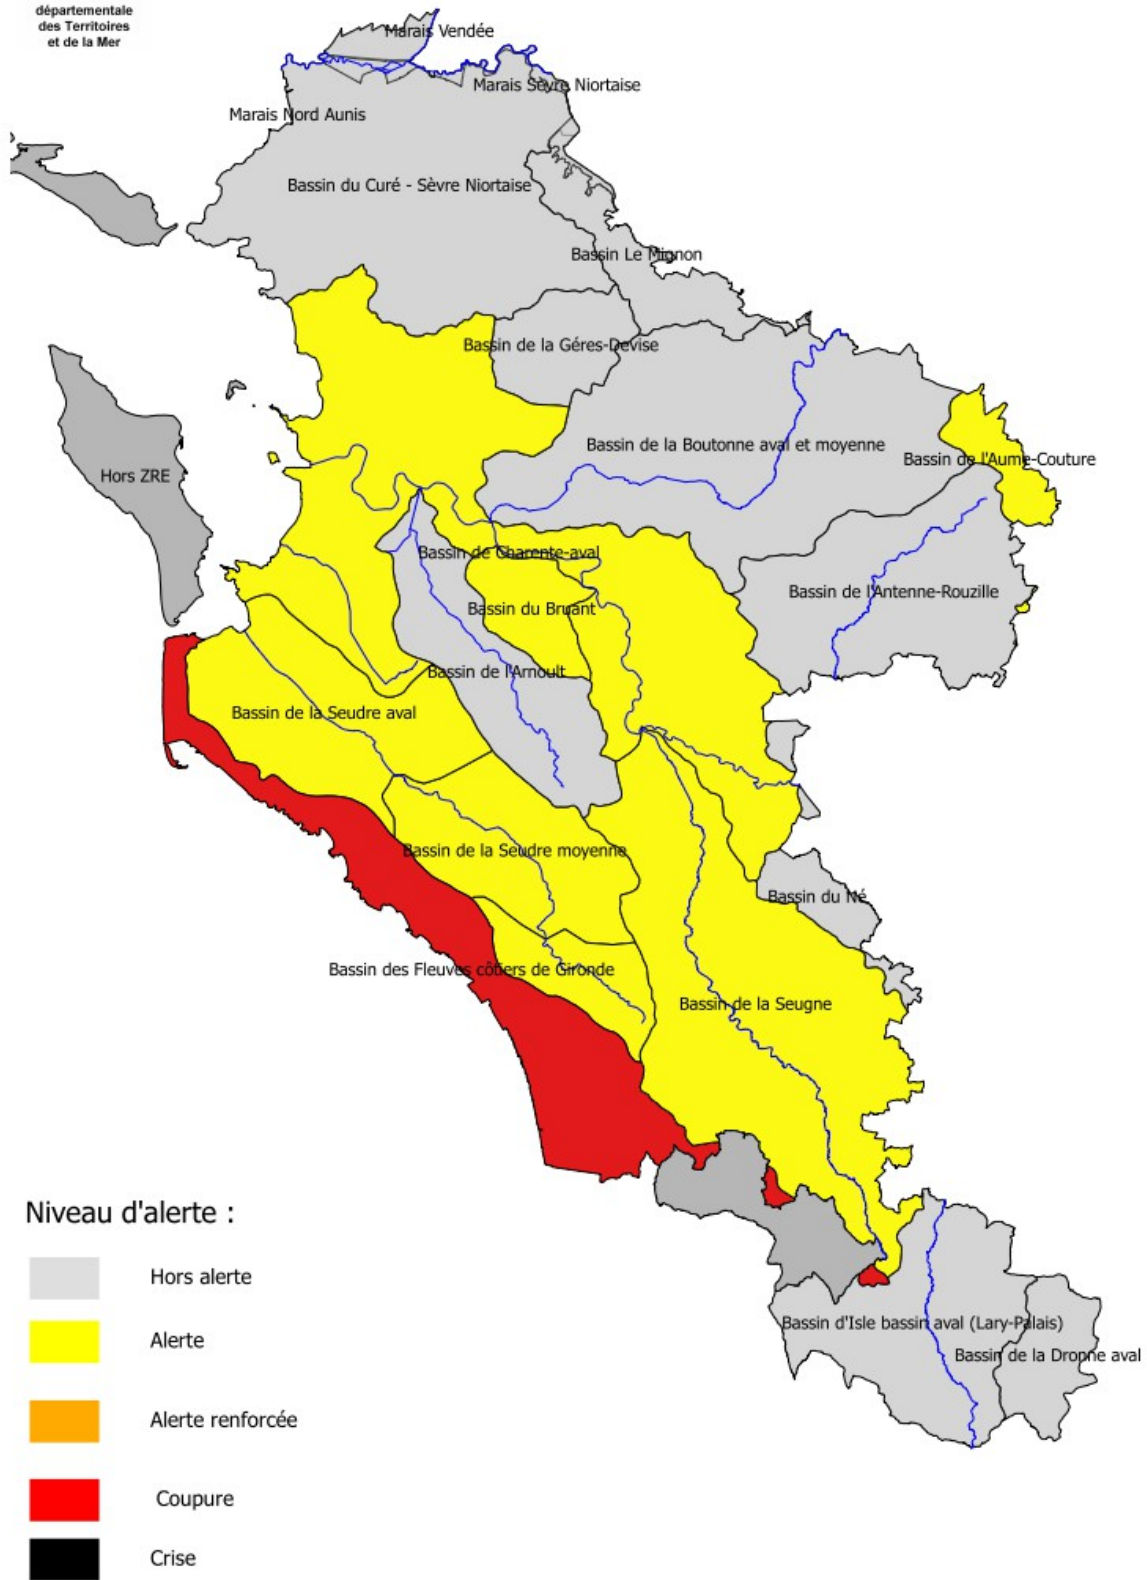 départementale
des Territoires
et de la Mer
Marais Vendée
Marais Sèvre Niortaise
Marais Nord Aunis
Bassin du Curé - Sèvre Niortaise
Bassin Le Mignon
Bassin de la Géres-Devise
Bassin de la Boutonne aval et moyenne
Bassin de l'Aume-Couture
Hors ZRE
Bassin de Charente-aval
Bassin de l'Antenne-Rouzille
Bassin du Bruant
Bassin de l'Arnoult
Bassin de la Seudre aval
Bassin de la Seudre moyenne
Bassin du Né
Bassin des Fleuves côtiers de Gironde
Bassin de la Seugne
Niveau d'alerte :
Hors alerte
Bassin d'Isle bassin aval (Lary-Palais)
Alerte
Bassin de la Dronne aval
Alerte renforcée
Coupure
Crise